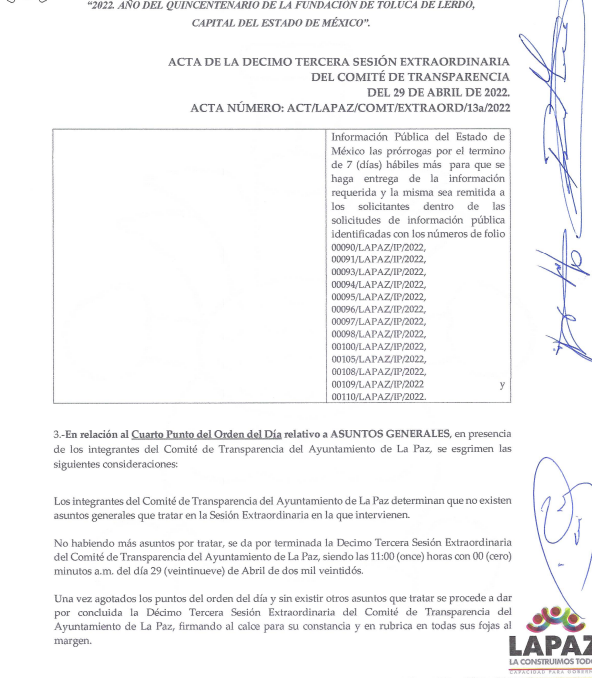 "2022. AÑO DEL QUINCENTENARIO DE LA FUNDACIÓN DE TOLUCA DE LERDO,
CAPITAL DEL ESTADO DE MÉXICO".
ACTA DE LA DECIMO TERCERA SESIÓN EXTRAORDINARIA
DEL COMITÉ DE TRANSPARENCIA
DEL 29 DE ABRIL DE 2022.
ACTA NÚMERO: ACT/LAPAZ/COMT/EXTRAORD/13a/2022
Información Pública del Estado de
México las prórrogas por el termino
de 7 (días) hábiles más para que se
haga entrega de la información
requerida y la misma sea remitida a
los solicitantes dentro de las
solicitudes de información pública
identificadas con los números de folio
00090/LAPAZ/IP/2022,
00091/LAPAZ/IP/2022,
00093/LAPAZ/IP/2022,
00094/LAPAZ/IP/2022,
00095/LAPAZ/IP/2022,
00096/LAPAZ/IP/2022,
00097/LAPAZ/IP/2022,
00098/LAPAZ/IP/2022,
00100/LAPAZ/IP/2022,
00105/LAPAZ/IP/2022,
00108/LAPAZ/IP/2022,
00109/LAPAZ/IP/2022 y
00110/LAPAZ/IP/2022.
3.-En relación al Cuarto Punto del Orden del Día relativo a ASUNTOS GENERALES, en presencia
de los integrantes del Comité de Transparencia del Ayuntamiento de La Paz, se esgrimen las
siguientes consideraciones:
Los integrantes del Comité de Transparencia del Ayuntamiento de La Paz determinan que no existen
asuntos generales que tratar en la Sesión Extraordinaria en la que intervienen.
No habiendo más asuntos por tratar, se da por terminada la Decimo Tercera Sesión Extraordinaria
del Comité de Transparencia del Ayuntamiento de La Paz, siendo las 11:00 (once) horas con 00 (cero)
minutos a.m. del día 29 (veintinueve) de Abril de dos mil veintidós.
Una vez agotados los puntos del orden del día y sin existir otros asuntos que tratar se procede a dar
por concluida la Décimo Tercera Sesión Extraordinaria del Comité de Transparencia del
Ayuntamiento de La Paz, firmando al calce para su constancia y en rubrica en todas sus fojas al
margen.
LAPAZ
LA CONSTRUIMOS TODO
CAPACIDAD PARA GOBERN